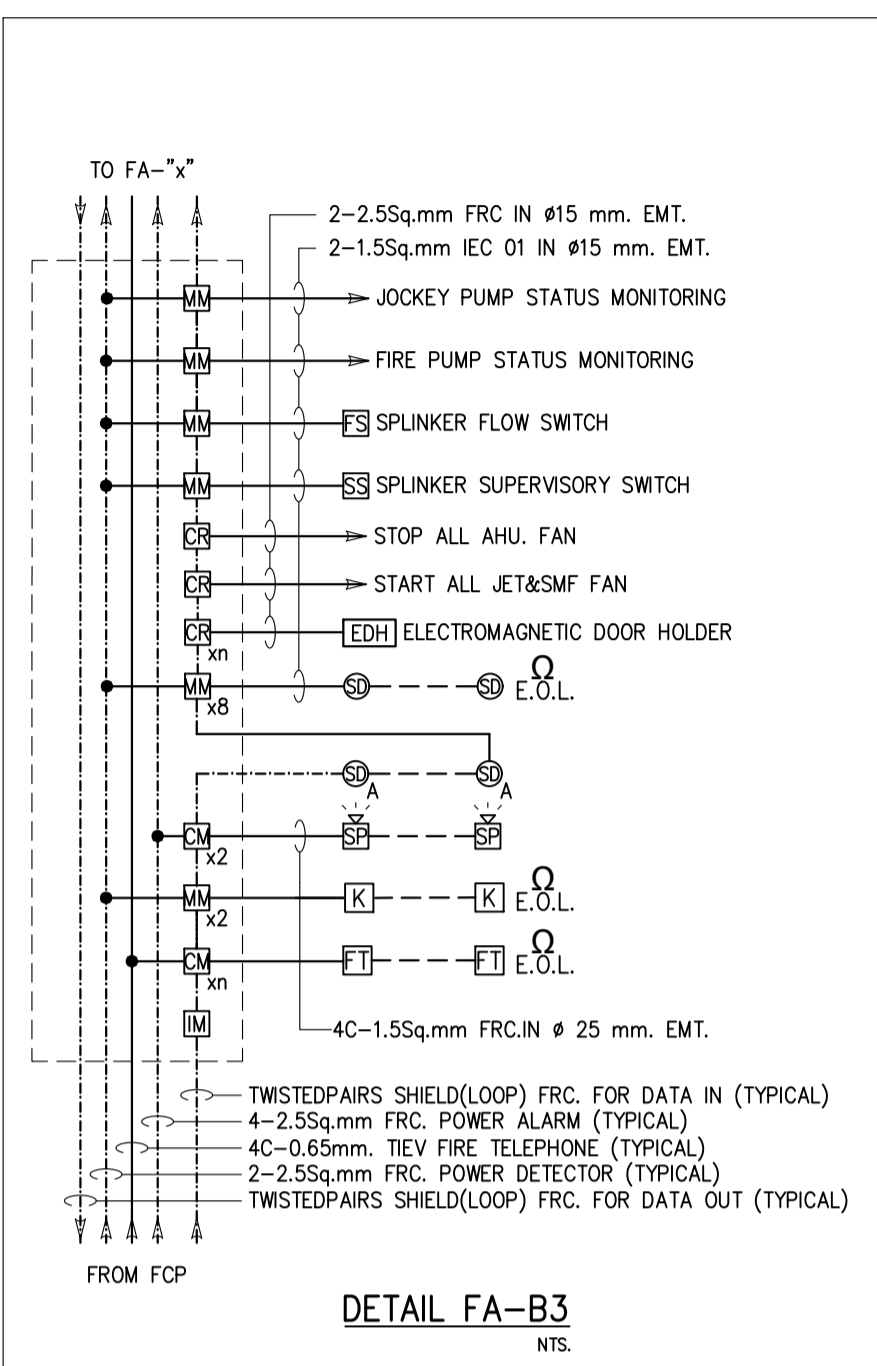 TO FA-"x"
2-2.5Sq.mm FRC IN ø15 mm. EMT.
2-1.5Sq.mm IEC 01 IN ø15 mm. EMT.
MM JOCKEY PUMP STATUS MONITORING
MM FIRE PUMP STATUS MONITORING
MM FS SPLINKER FLOW SWITCH
MM SS SPLINKER SUPERVISORY SWITCH
CR STOP ALL AHU. FAN
CR START ALL JET&SMF FAN
CR EDH ELECTROMAGNETIC DOOR HOLDER
xn
MM SD SD Ω E.O.L.
x8
SD SD
A A
CM SP SP
x2
MM K K Ω E.O.L.
x2
CM FT FT Ω E.O.L.
xn
IM
4C-1.5Sq.mm FRC.IN ø 25 mm. EMT.
TWISTEDPAIRS SHIELD(LOOP) FRC. FOR DATA IN (TYPICAL)
4-2.5Sq.mm FRC. POWER ALARM (TYPICAL)
4C-0.65mm. TIEV FIRE TELEPHONE (TYPICAL)
2-2.5Sq.mm FRC. POWER DETECTOR (TYPICAL)
TWISTEDPAIRS SHIELD(LOOP) FRC. FOR DATA OUT (TYPICAL)
FROM FCP
DETAIL FA-B3
NTS.